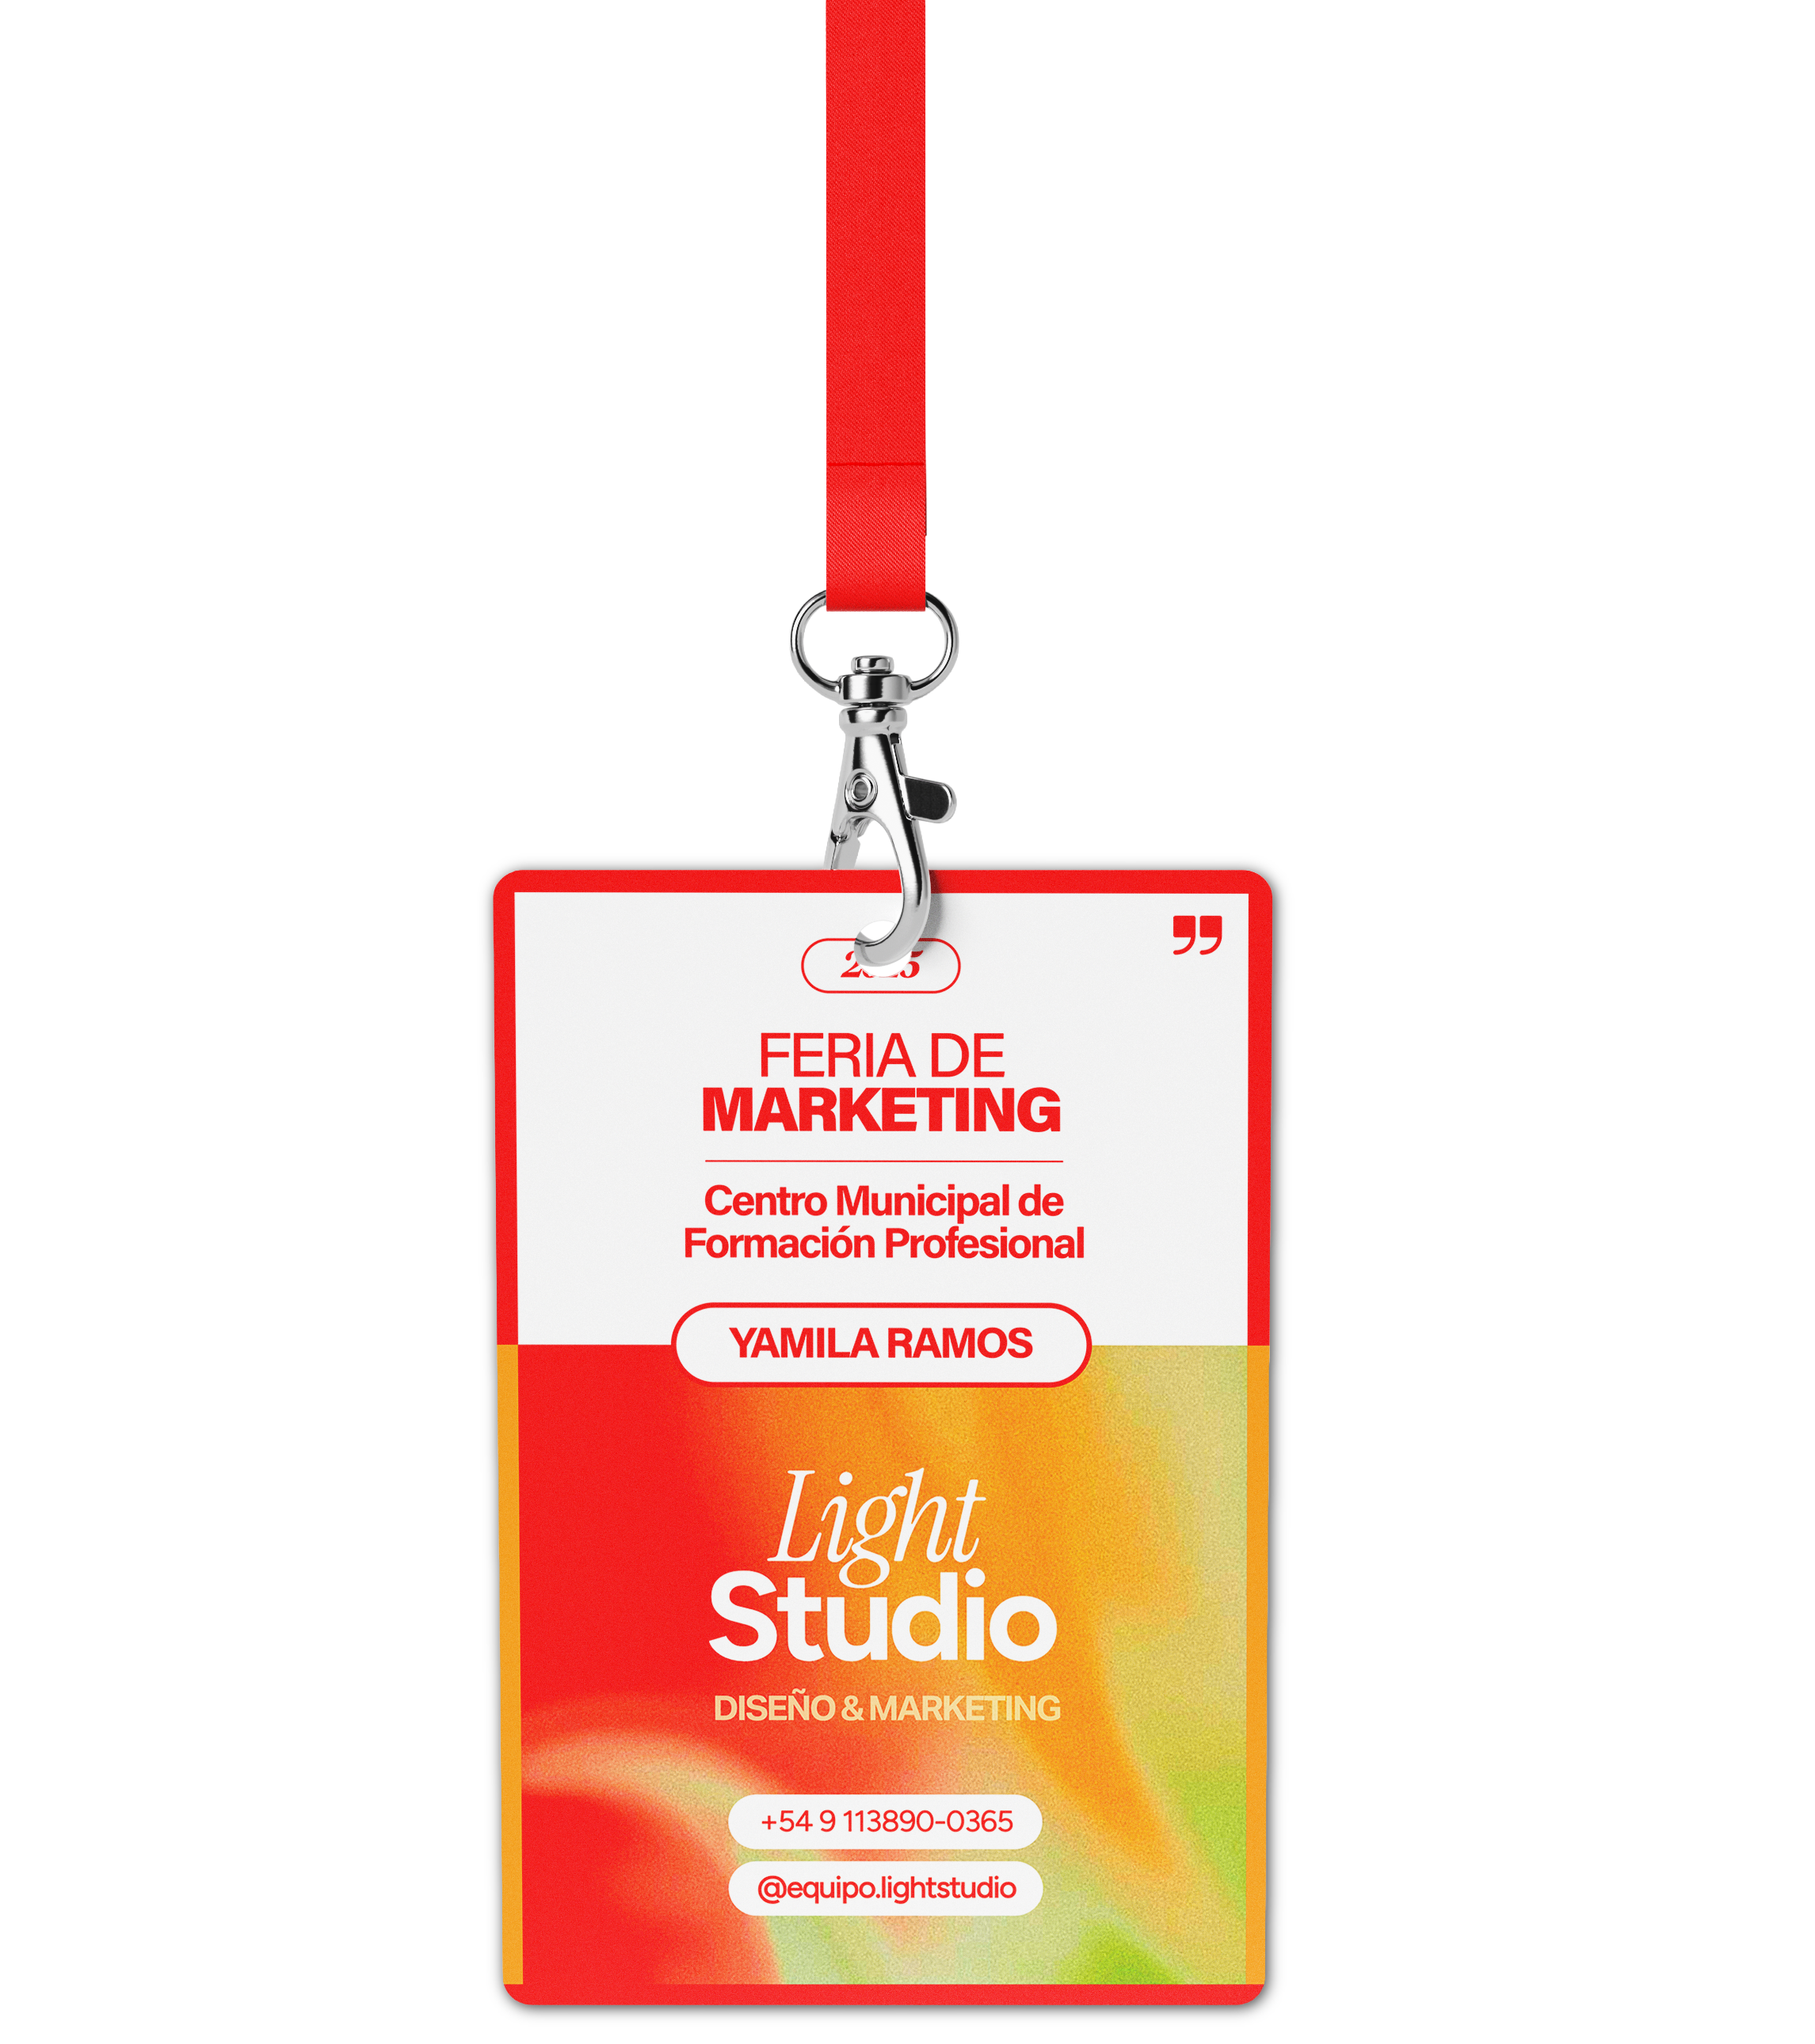 2025
FERIA DE
MARKETING
Centro Municipal de
Formación Profesional
YAMILA RAMOS
Light
Studio
DISEÑO & MARKETING
+54 9 113890-0365
@equipo.lightstudio